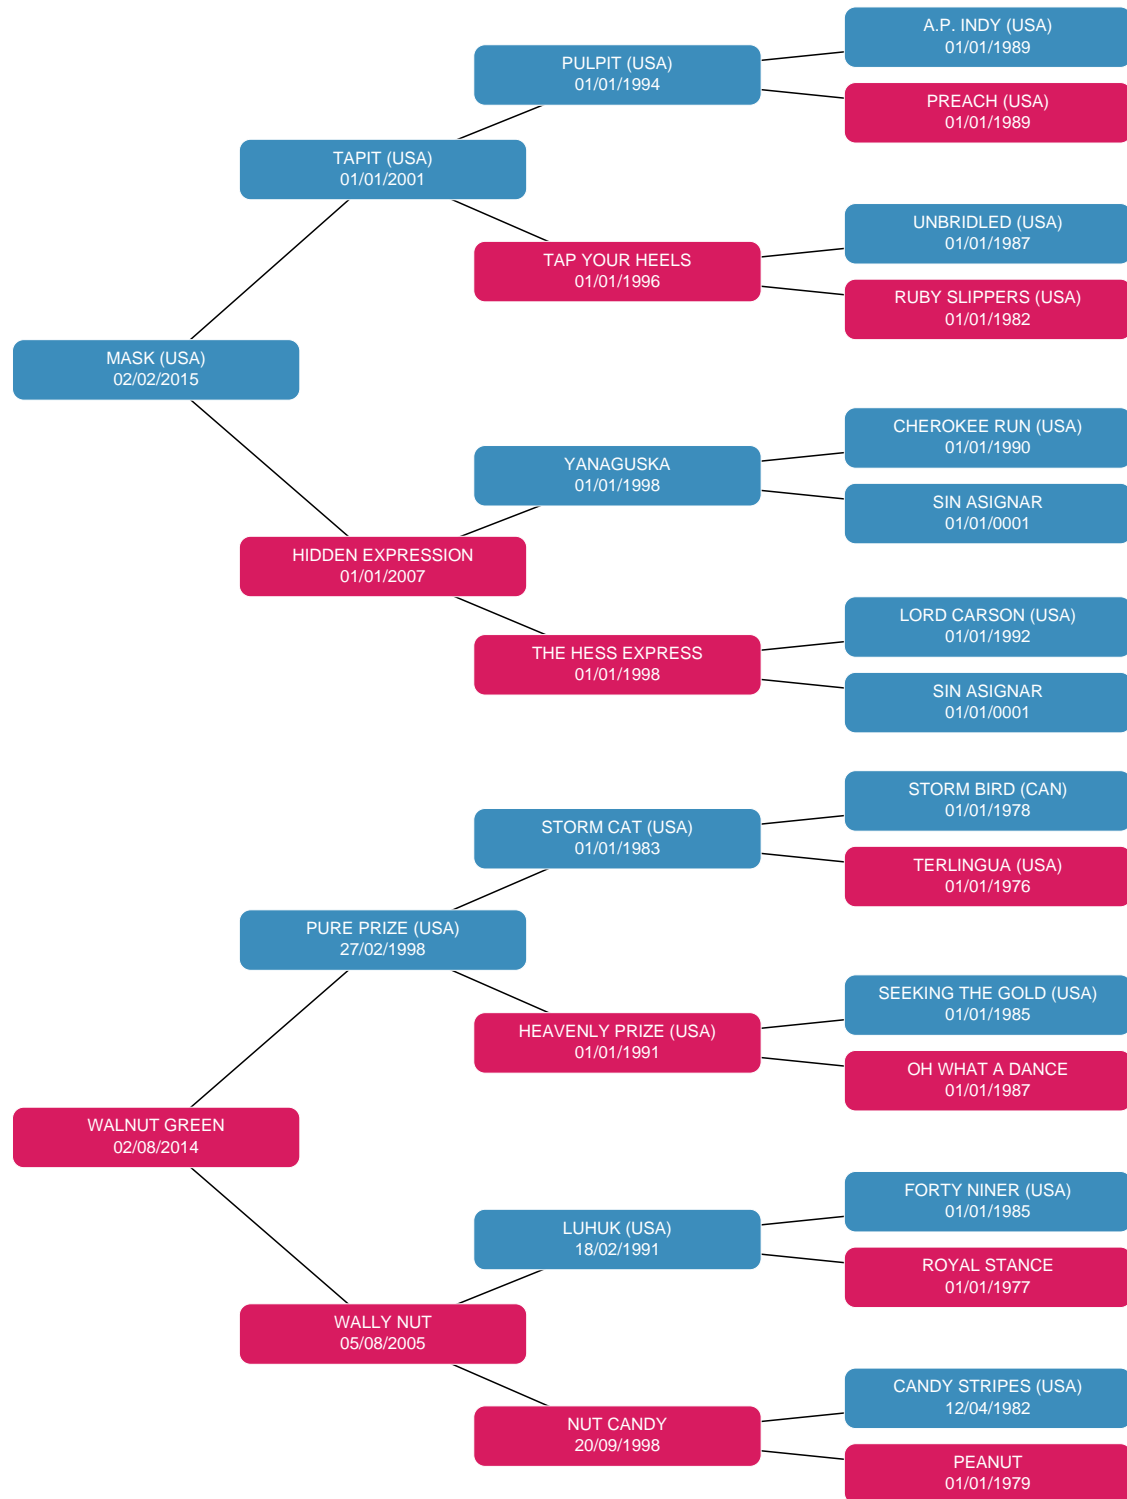 A.P. INDY (USA)
01/01/1989
PULPIT (USA)
01/01/1994
PREACH (USA)
01/01/1989
TAPIT (USA)
01/01/2001
UNBRIDLED (USA)
01/01/1987
TAP YOUR HEELS
01/01/1996
RUBY SLIPPERS (USA)
01/01/1982
MASK (USA)
02/02/2015
CHEROKEE RUN (USA)
01/01/1990
YANAGUSKA
01/01/1998
SIN ASIGNAR
01/01/0001
HIDDEN EXPRESSION
01/01/2007
LORD CARSON (USA)
01/01/1992
THE HESS EXPRESS
01/01/1998
SIN ASIGNAR
01/01/0001
STORM BIRD (CAN)
01/01/1978
STORM CAT (USA)
01/01/1983
TERLINGUA (USA)
01/01/1976
PURE PRIZE (USA)
27/02/1998
SEEKING THE GOLD (USA)
01/01/1985
HEAVENLY PRIZE (USA)
01/01/1991
OH WHAT A DANCE
01/01/1987
WALNUT GREEN
02/08/2014
FORTY NINER (USA)
01/01/1985
LUHUK (USA)
18/02/1991
ROYAL STANCE
01/01/1977
WALLY NUT
05/08/2005
CANDY STRIPES (USA)
12/04/1982
NUT CANDY
20/09/1998
PEANUT
01/01/1979